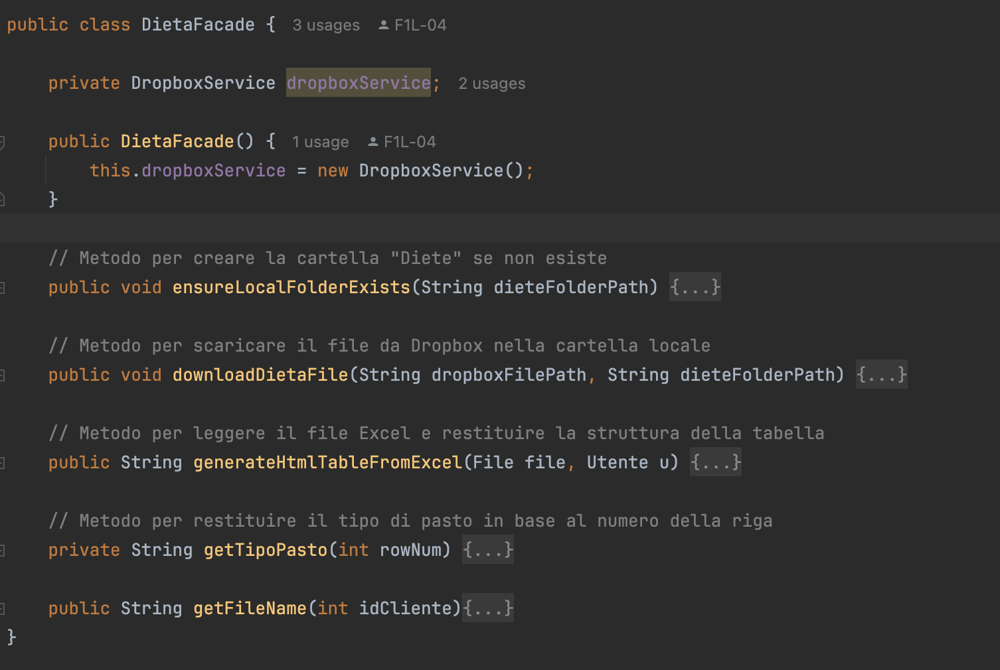 public class DietaFacade { 3 usages F1L-04
private DropboxService dropboxService; 2 usages
public DietaFacade() { 1 usage F1L-04
this.dropboxService = new DropboxService();
}
// Metodo per creare la cartella "Diete" se non esiste
public void ensureLocalFolderExists(String dieteFolderPath) {...}
// Metodo per scaricare il file da Dropbox nella cartella locale
public void downloadDietaFile(String dropboxFilePath, String dieteFolderPath) {...}
// Metodo per leggere il file Excel e restituire la struttura della tabella
public String generateHtmlTableFromExcel(File file, Utente u) {...}
// Metodo per restituire il tipo di pasto in base al numero della riga
private String getTipoPasto(int rowNum) {...}
public String getFileName(int idCliente){...}
}